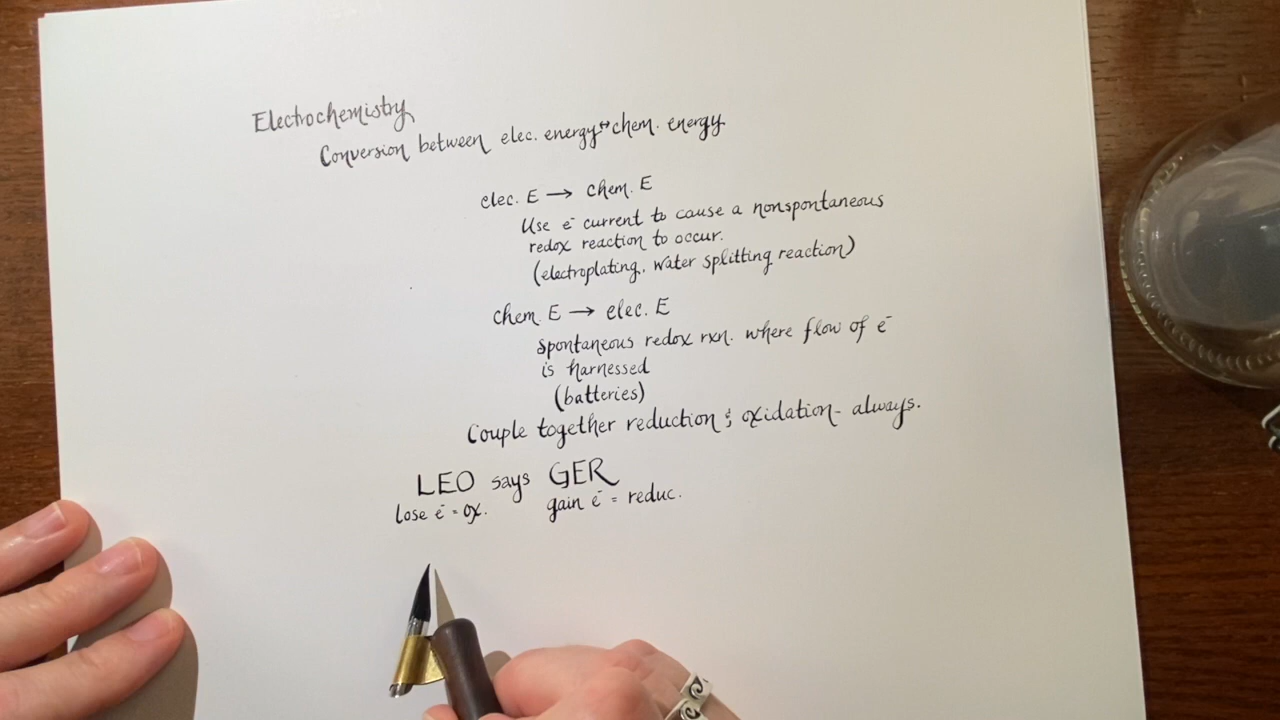 Electrochemistry
Conversion between elec. energy ↔ chem. energy
elec. E → chem. E
Use e⁻ current to cause a nonspontaneous
redox reaction to occur.
(electroplating, water splitting reaction)
chem. E → elec. E
Spontaneous redox rxn. where flow of e⁻
is harnessed
(batteries)
Couple together reduction & oxidation - always.
LEO says GER
lose e⁻ = ox. gain e⁻ = reduc.